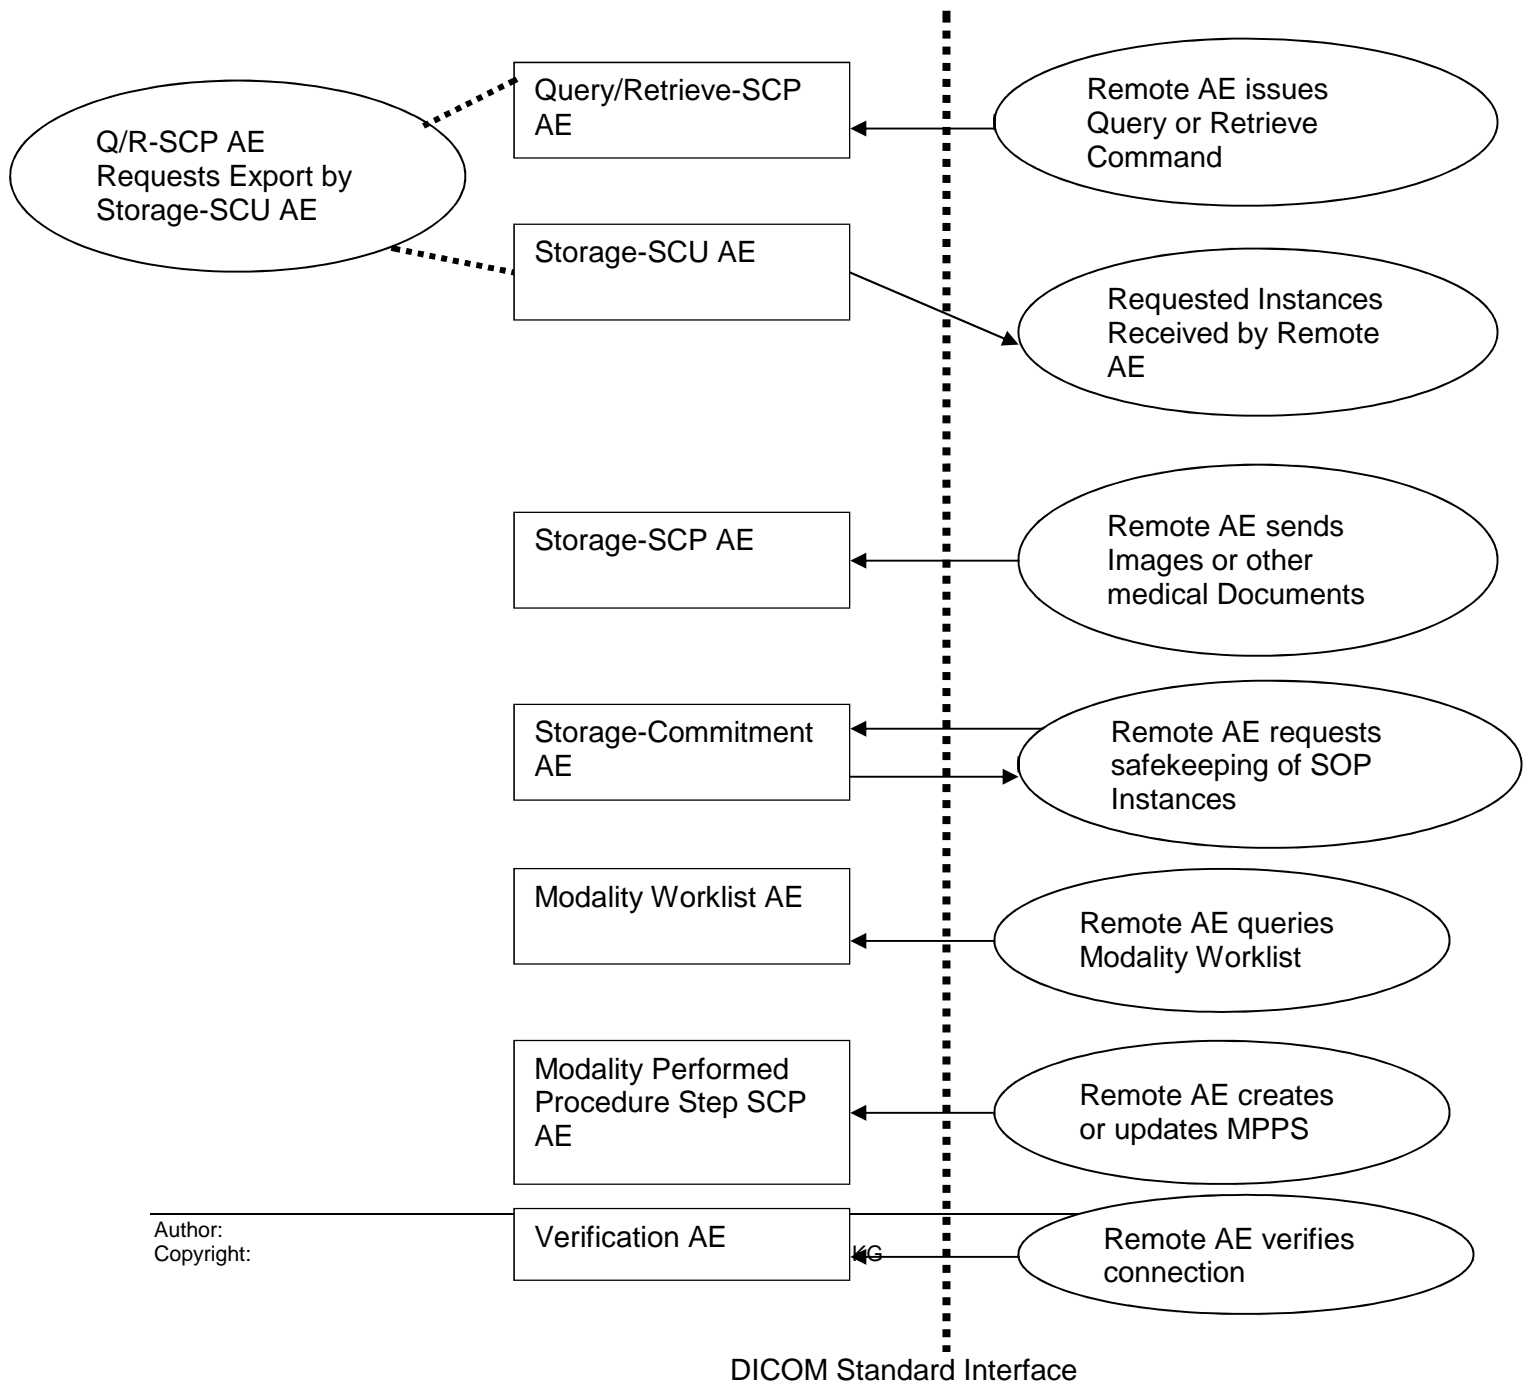 Query/Retrieve-SCP
AE
Remote AE issues
Query or Retrieve
Command
Q/R-SCP AE
Requests Export by
Storage-SCU AE
Storage-SCU AE
Requested Instances
Received by Remote
AE
Storage-SCP AE
Remote AE sends
Images or other
medical Documents
Storage-Commitment
AE
Remote AE requests
safekeeping of SOP
Instances
Modality Worklist AE
Remote AE queries
Modality Worklist
Modality Performed
Procedure Step SCP
AE
Remote AE creates
or updates MPPS
Author:
Copyright:
Verification AE
KG
Remote AE verifies
connection
DICOM Standard Interface